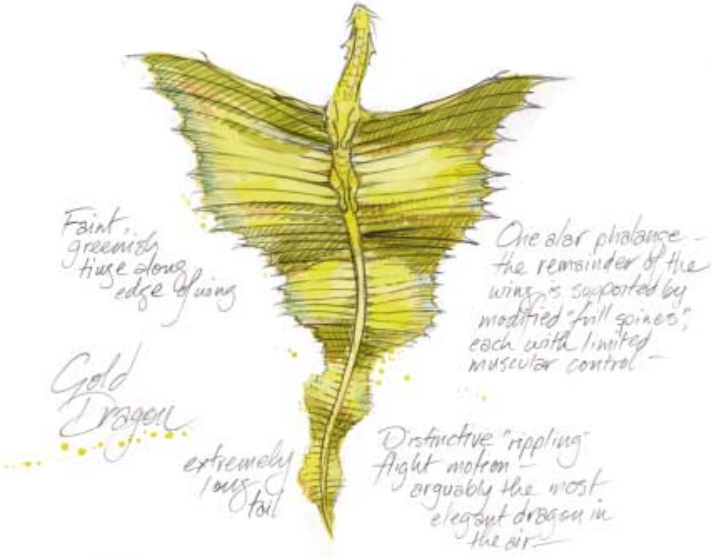 Faint,
greenish
tinge along
edge of wing
One alar phalange -
the remainder of the
wing is supported by
modified "frill spines",
each with limited
muscular control -
Gold
Dragon
extremely
long
tail
Distinctive "rippling"
flight motion -
arguably the most
elegant dragon in
the air -